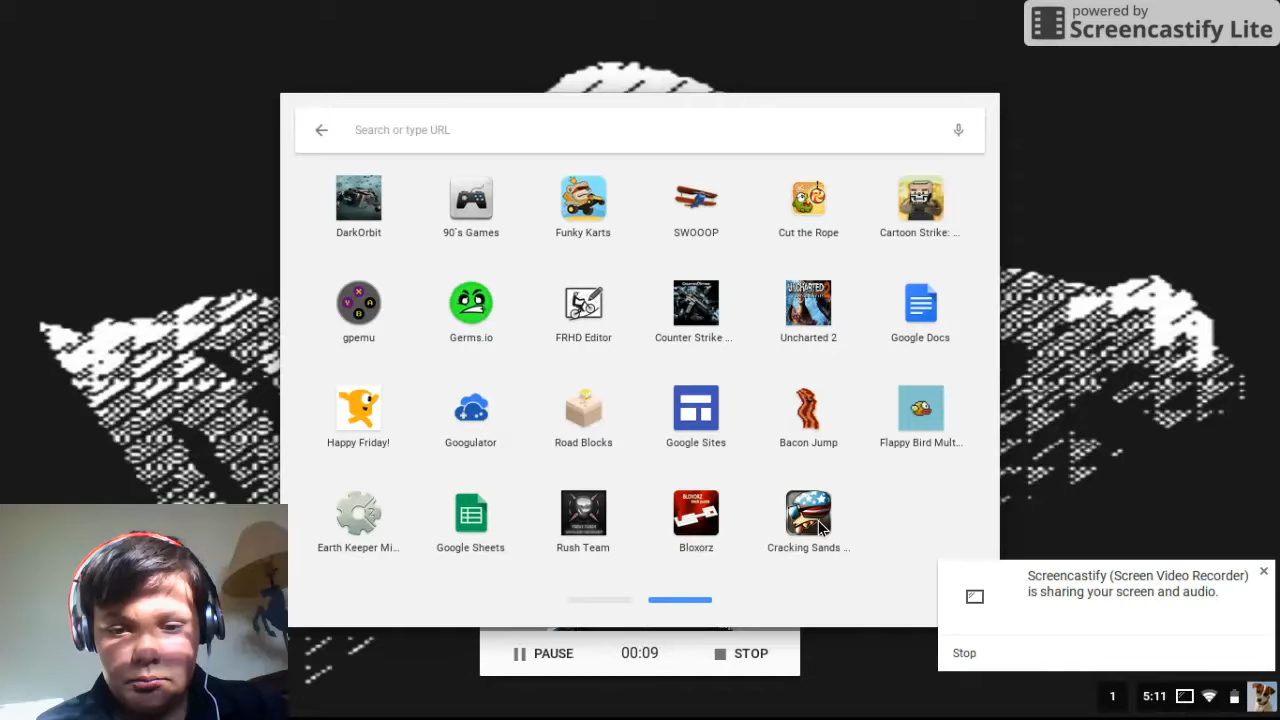 powered by
Screencastify Lite
Search or type URL
DarkOrbit
90's Games
Funky Karts
SWOOOP
Cut the Rope
Cartoon Strike: ...
gpemu
Germs.io
FRHD Editor
Counter Strike ...
Uncharted 2
Google Docs
Happy Friday!
Googulator
Road Blocks
Google Sites
Bacon Jump
Flappy Bird Mult...
Earth Keeper Mi...
Google Sheets
Rush Team
Bloxorz
Cracking Sands ...
Screencastify (Screen Video Recorder)
is sharing your screen and audio.
Stop
PAUSE
00:09
STOP
1
5:11